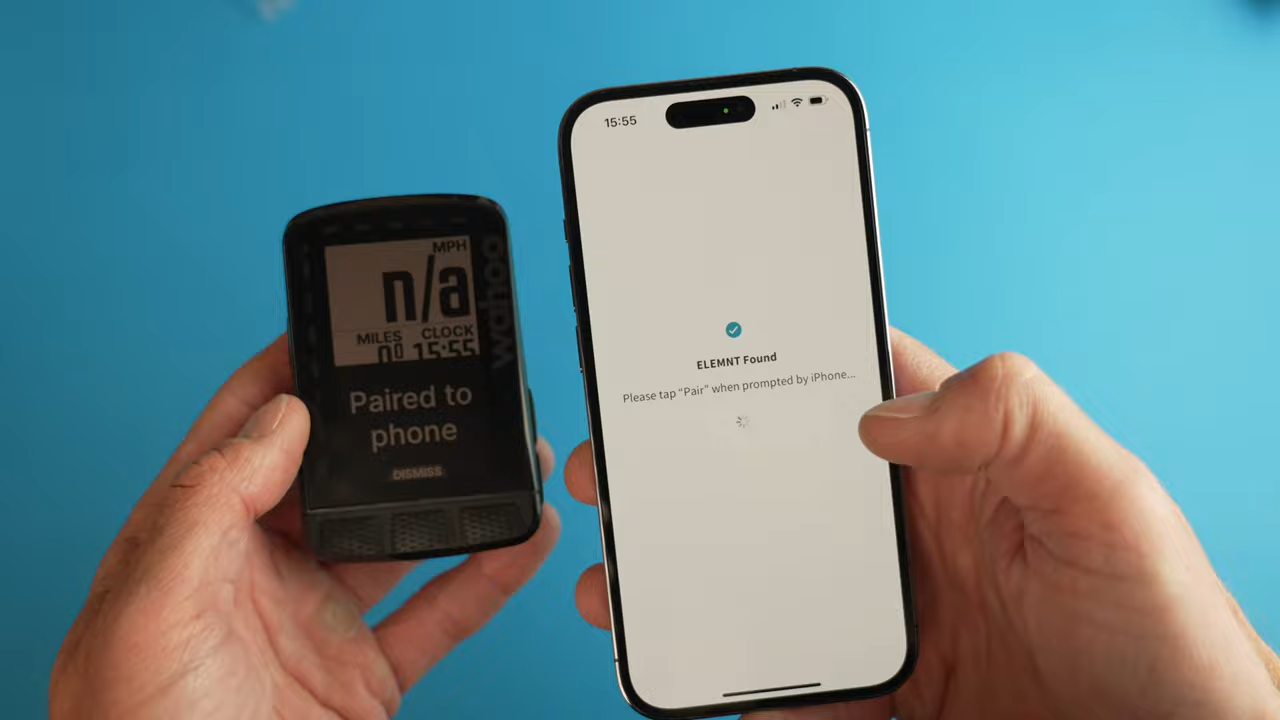 MPH
n/a
MILES CLOCK
0⁰ 15:55
wahoo
Paired to
phone
DISMISS
15:55
ELEMNT Found
Please tap “Pair” when prompted by iPhone...